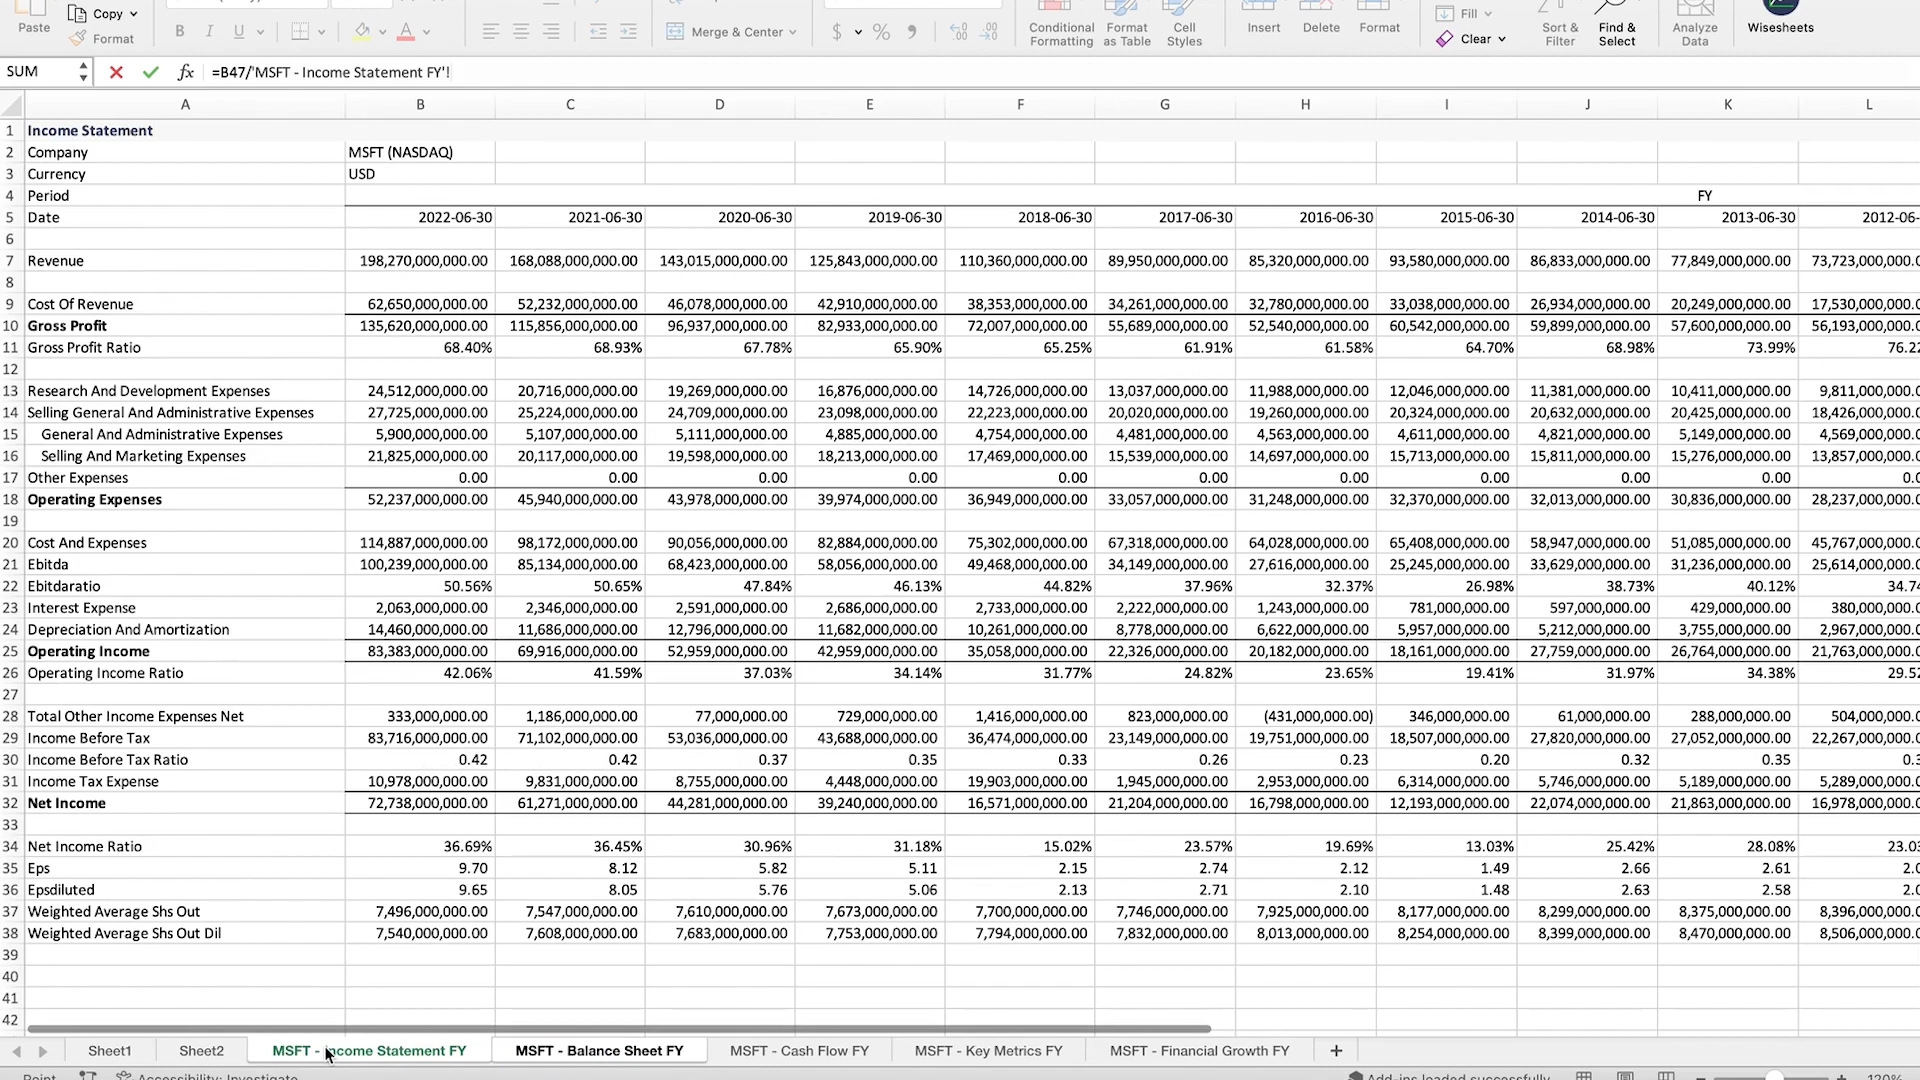 Paste
Copy
Format
B I U
A
Merge & Center
$ % 9
Conditional Formatting
Format as Table
Cell Styles
Insert
Delete
Format
Fill
Clear
Sort & Filter
Find & Select
Analyze Data
Wisesheets
SUM
fx =B47/'MSFT - Income Statement FY'!
A B C D E F G H I J K L
1 Income Statement
2 Company MSFT (NASDAQ)
3 Currency USD
4 Period FY
5 Date 2022-06-30 2021-06-30 2020-06-30 2019-06-30 2018-06-30 2017-06-30 2016-06-30 2015-06-30 2014-06-30 2013-06-30 2012-06-
6
7 Revenue 198,270,000,000.00 168,088,000,000.00 143,015,000,000.00 125,843,000,000.00 110,360,000,000.00 89,950,000,000.00 85,320,000,000.00 93,580,000,000.00 86,833,000,000.00 77,849,000,000.00 73,723,000,000.0
8
9 Cost Of Revenue 62,650,000,000.00 52,232,000,000.00 46,078,000,000.00 42,910,000,000.00 38,353,000,000.00 34,261,000,000.00 32,780,000,000.00 33,038,000,000.00 26,934,000,000.00 20,249,000,000.00 17,530,000,000.0
10 Gross Profit 135,620,000,000.00 115,856,000,000.00 96,937,000,000.00 82,933,000,000.00 72,007,000,000.00 55,689,000,000.00 52,540,000,000.00 60,542,000,000.00 59,899,000,000.00 57,600,000,000.00 56,193,000,000.0
11 Gross Profit Ratio 68.40% 68.93% 67.78% 65.90% 65.25% 61.91% 61.58% 64.70% 68.98% 73.99% 76.22
12
13 Research And Development Expenses 24,512,000,000.00 20,716,000,000.00 19,269,000,000.00 16,876,000,000.00 14,726,000,000.00 13,037,000,000.00 11,988,000,000.00 12,046,000,000.00 11,381,000,000.00 10,411,000,000.00 9,811,000,000.0
14 Selling General And Administrative Expenses 27,725,000,000.00 25,224,000,000.00 24,709,000,000.00 23,098,000,000.00 22,223,000,000.00 20,020,000,000.00 19,260,000,000.00 20,324,000,000.00 20,632,000,000.00 20,425,000,000.00 18,426,000,000.0
15 General And Administrative Expenses 5,900,000,000.00 5,107,000,000.00 5,111,000,000.00 4,885,000,000.00 4,754,000,000.00 4,481,000,000.00 4,563,000,000.00 4,611,000,000.00 4,821,000,000.00 5,149,000,000.00 4,569,000,000.0
16 Selling And Marketing Expenses 21,825,000,000.00 20,117,000,000.00 19,598,000,000.00 18,213,000,000.00 17,469,000,000.00 15,539,000,000.00 14,697,000,000.00 15,713,000,000.00 15,811,000,000.00 15,276,000,000.00 13,857,000,000.0
17 Other Expenses 0.00 0.00 0.00 0.00 0.00 0.00 0.00 0.00 0.00 0.00 0.0
18 Operating Expenses 52,237,000,000.00 45,940,000,000.00 43,978,000,000.00 39,974,000,000.00 36,949,000,000.00 33,057,000,000.00 31,248,000,000.00 32,370,000,000.00 32,013,000,000.00 30,836,000,000.00 28,237,000,000.0
19
20 Cost And Expenses 114,887,000,000.00 98,172,000,000.00 90,056,000,000.00 82,884,000,000.00 75,302,000,000.00 67,318,000,000.00 64,028,000,000.00 65,408,000,000.00 58,947,000,000.00 51,085,000,000.00 45,767,000,000.0
21 Ebitda 100,239,000,000.00 85,134,000,000.00 68,423,000,000.00 58,056,000,000.00 49,468,000,000.00 34,149,000,000.00 27,616,000,000.00 25,245,000,000.00 33,629,000,000.00 31,236,000,000.00 25,614,000,000.0
22 Ebitdaratio 50.56% 50.65% 47.84% 46.13% 44.82% 37.96% 32.37% 26.98% 38.73% 40.12% 34.74
23 Interest Expense 2,063,000,000.00 2,346,000,000.00 2,591,000,000.00 2,686,000,000.00 2,733,000,000.00 2,222,000,000.00 1,243,000,000.00 781,000,000.00 597,000,000.00 429,000,000.00 380,000,000.0
24 Depreciation And Amortization 14,460,000,000.00 11,686,000,000.00 12,796,000,000.00 11,682,000,000.00 10,261,000,000.00 8,778,000,000.00 6,622,000,000.00 5,957,000,000.00 5,212,000,000.00 3,755,000,000.00 2,967,000,000.0
25 Operating Income 83,383,000,000.00 69,916,000,000.00 52,959,000,000.00 42,959,000,000.00 35,058,000,000.00 22,326,000,000.00 20,182,000,000.00 18,161,000,000.00 27,759,000,000.00 26,764,000,000.00 21,763,000,000.0
26 Operating Income Ratio 42.06% 41.59% 37.03% 34.14% 31.77% 24.82% 23.65% 19.41% 31.97% 34.38% 29.52
27
28 Total Other Income Expenses Net 333,000,000.00 1,186,000,000.00 77,000,000.00 729,000,000.00 1,416,000,000.00 823,000,000.00 (431,000,000.00) 346,000,000.00 61,000,000.00 288,000,000.00 504,000,000.0
29 Income Before Tax 83,716,000,000.00 71,102,000,000.00 53,036,000,000.00 43,688,000,000.00 36,474,000,000.00 23,149,000,000.00 19,751,000,000.00 18,507,000,000.00 27,820,000,000.00 27,052,000,000.00 22,267,000,000.0
30 Income Before Tax Ratio 0.42 0.42 0.37 0.35 0.33 0.26 0.23 0.20 0.32 0.35 0.3
31 Income Tax Expense 10,978,000,000.00 9,831,000,000.00 8,755,000,000.00 4,448,000,000.00 19,903,000,000.00 1,945,000,000.00 2,953,000,000.00 6,314,000,000.00 5,746,000,000.00 5,189,000,000.00 5,289,000,000.0
32 Net Income 72,738,000,000.00 61,271,000,000.00 44,281,000,000.00 39,240,000,000.00 16,571,000,000.00 21,204,000,000.00 16,798,000,000.00 12,193,000,000.00 22,074,000,000.00 21,863,000,000.00 16,978,000,000.0
33
34 Net Income Ratio 36.69% 36.45% 30.96% 31.18% 15.02% 23.57% 19.69% 13.03% 25.42% 28.08% 23.03
35 Eps 9.70 8.12 5.82 5.11 2.15 2.74 2.12 1.49 2.66 2.61 2.0
36 Epsdiluted 9.65 8.05 5.76 5.06 2.13 2.71 2.10 1.48 2.63 2.58 2.0
37 Weighted Average Shs Out 7,496,000,000.00 7,547,000,000.00 7,610,000,000.00 7,673,000,000.00 7,700,000,000.00 7,746,000,000.00 7,925,000,000.00 8,177,000,000.00 8,299,000,000.00 8,375,000,000.00 8,396,000,000.0
38 Weighted Average Shs Out Dil 7,540,000,000.00 7,608,000,000.00 7,683,000,000.00 7,753,000,000.00 7,794,000,000.00 7,832,000,000.00 8,013,000,000.00 8,254,000,000.00 8,399,000,000.00 8,470,000,000.00 8,506,000,000.0
39
40
41
42
Sheet1 Sheet2 MSFT - Income Statement FY MSFT - Balance Sheet FY MSFT - Cash Flow FY MSFT - Key Metrics FY MSFT - Financial Growth FY +
Point Accessibility: Investigate Add-ins loaded successfully 120%